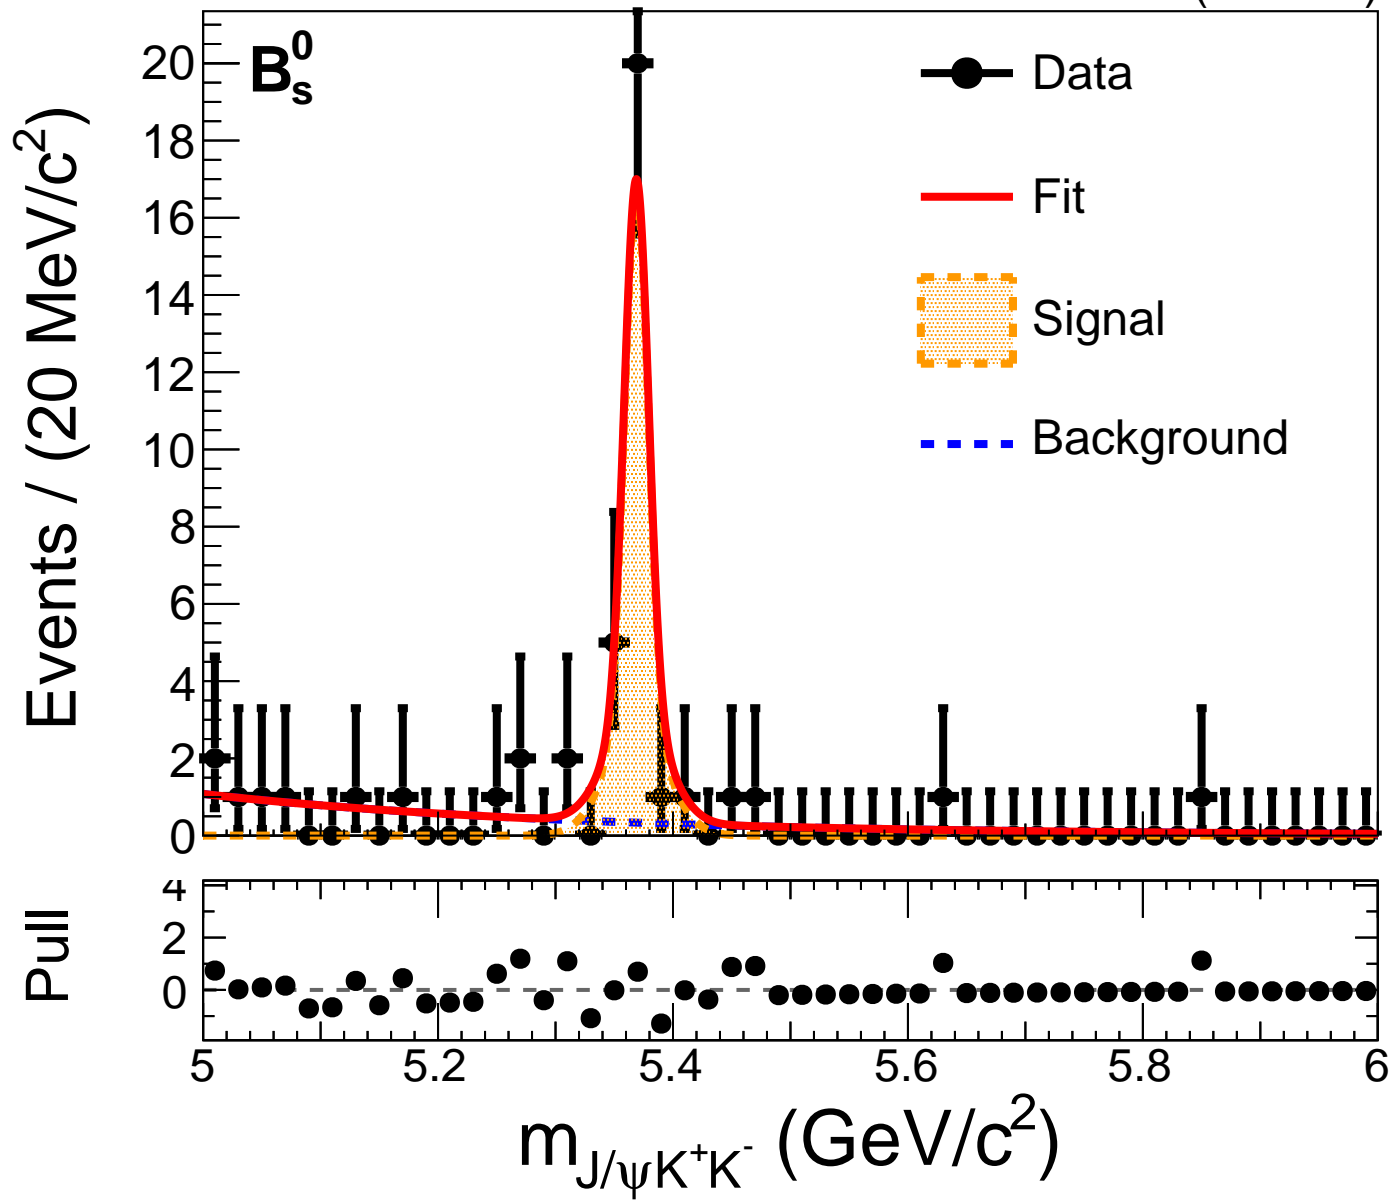 B⁰ₛ
Data
Fit
Signal
Background
Events / (20 MeV/c²)
20
18
16
14
12
10
8
6
4
2
0
Pull
4
2
0
5 5.2 5.4 5.6 5.8 6
m_{J/ψK⁺K⁻} (GeV/c²)